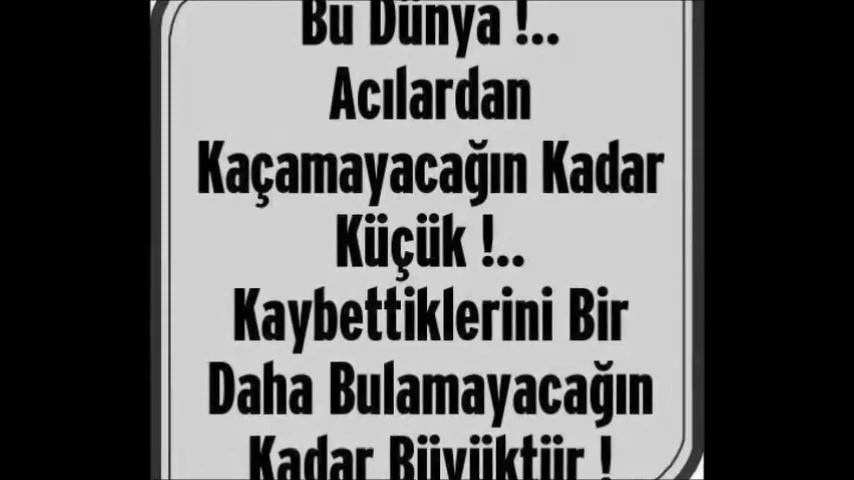 Bu Dünya !..
Acılardan
Kaçamayacağın Kadar
Küçük !..
Kaybettiklerini Bir
Daha Bulamayacağın
Kadar Büyüktür !